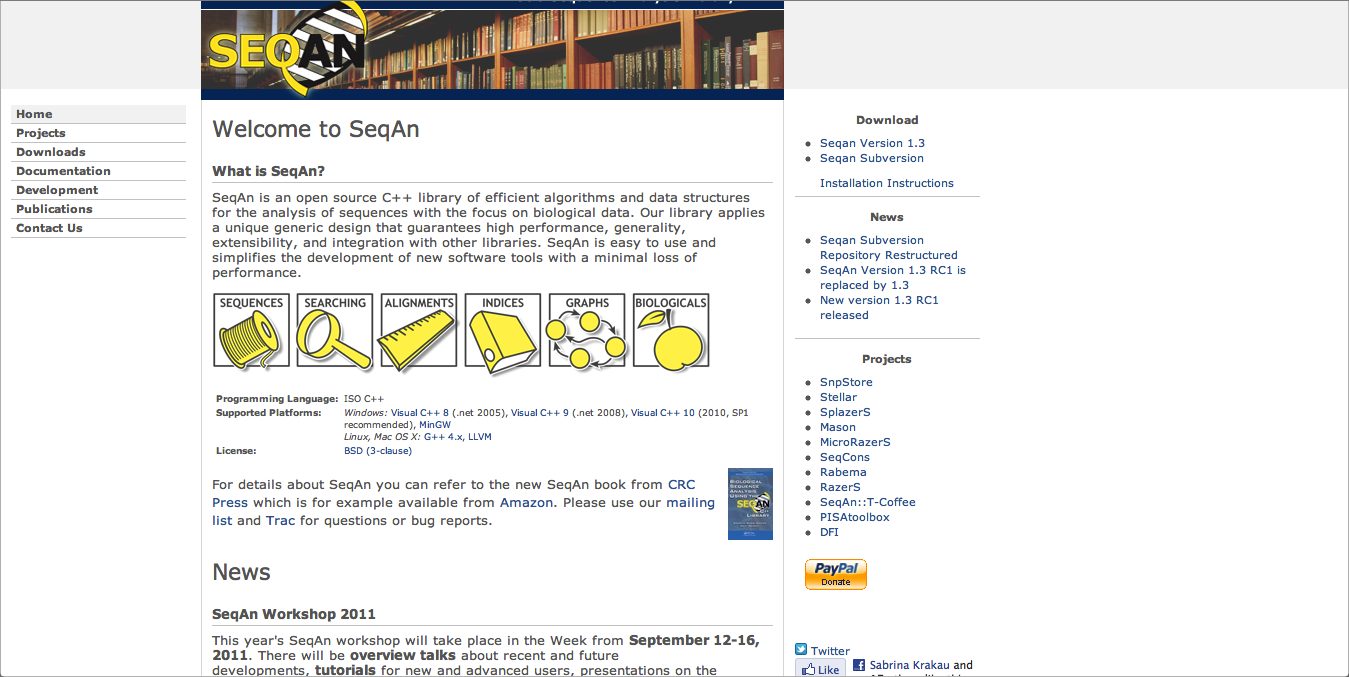 SEQAN
Home
Projects
Downloads
Documentation
Development
Publications
Contact Us
Welcome to SeqAn
What is SeqAn?
SeqAn is an open source C++ library of efficient algorithms and data structures
for the analysis of sequences with the focus on biological data. Our library applies
a unique generic design that guarantees high performance, generality,
extensibility, and integration with other libraries. SeqAn is easy to use and
simplifies the development of new software tools with a minimal loss of
performance.
SEQUENCES SEARCHING ALIGNMENTS INDICES GRAPHS BIOLOGICALS
Programming Language: ISO C++
Supported Platforms: Windows: Visual C++ 8 (.net 2005), Visual C++ 9 (.net 2008), Visual C++ 10 (2010, SP1
recommended), MinGW
Linux, Mac OS X: G++ 4.x, LLVM
License: BSD (3-clause)
For details about SeqAn you can refer to the new SeqAn book from CRC
Press which is for example available from Amazon. Please use our mailing
list and Trac for questions or bug reports.
BIOLOGICAL
SEQUENCE
ANALYSIS
USING THE
SEQAN
LIBRARY
News
SeqAn Workshop 2011
This year's SeqAn workshop will take place in the Week from September 12-16,
2011. There will be overview talks about recent and future
developments, tutorials for new and advanced users, presentations on the
Download
Seqan Version 1.3
Seqan Subversion
Installation Instructions
News
Seqan Subversion
Repository Restructured
SeqAn Version 1.3 RC1 is
replaced by 1.3
New version 1.3 RC1
released
Projects
SnpStore
Stellar
SplazerS
Mason
MicroRazerS
SeqCons
Rabema
RazerS
SeqAn::T-Coffee
PISAtoolbox
DFI
PayPal
Donate
Twitter
Like
Sabrina Krakau and